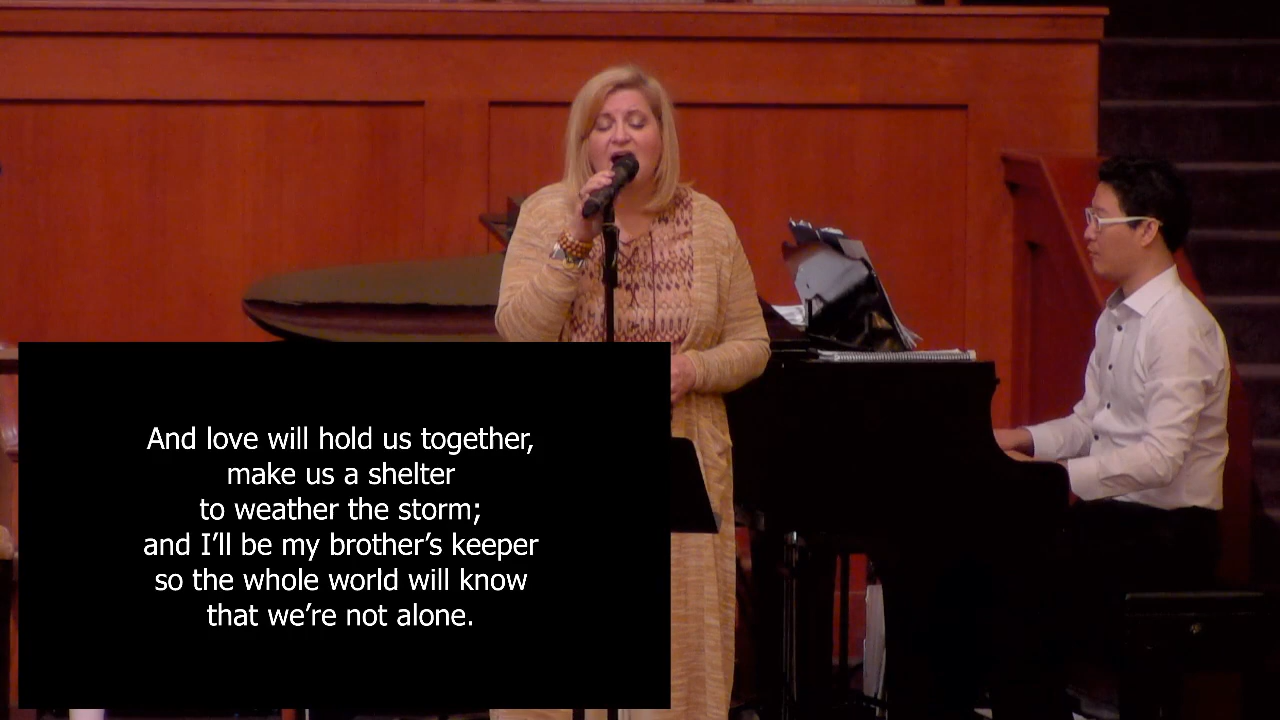 And love will hold us together,
make us a shelter
to weather the storm;
and I’ll be my brother’s keeper
so the whole world will know
that we’re not alone.